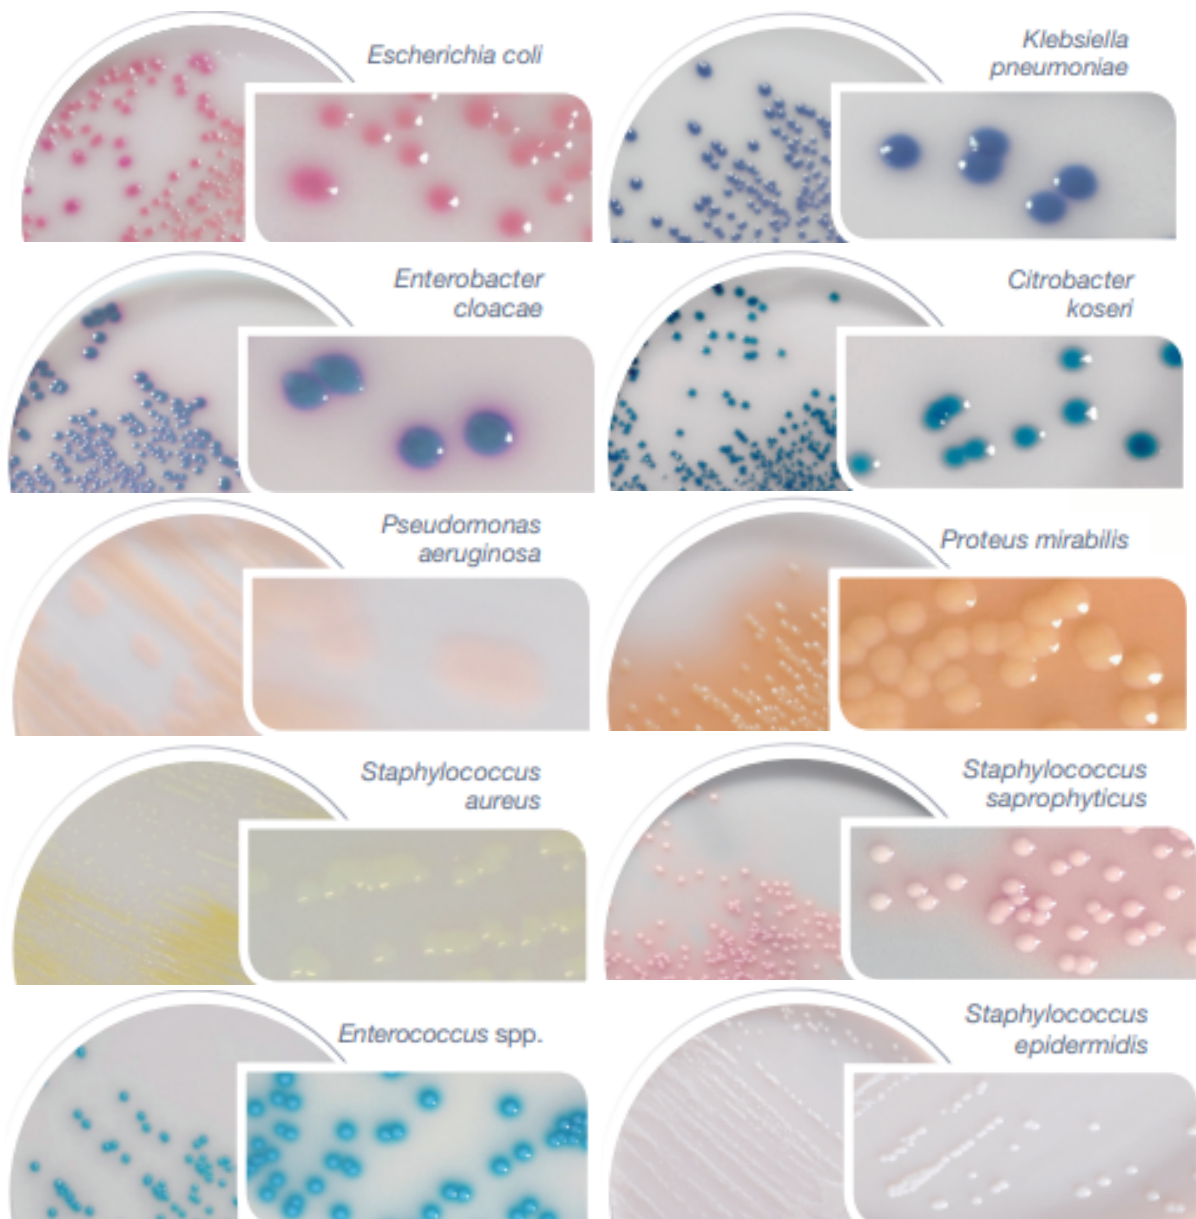 Escherichia coli
Klebsiella
pneumoniae
Enterobacter
cloacae
Citrobacter
koseri
Pseudomonas
aeruginosa
Proteus mirabilis
Staphylococcus
aureus
Staphylococcus
saprophyticus
Enterococcus spp.
Staphylococcus
epidermidis